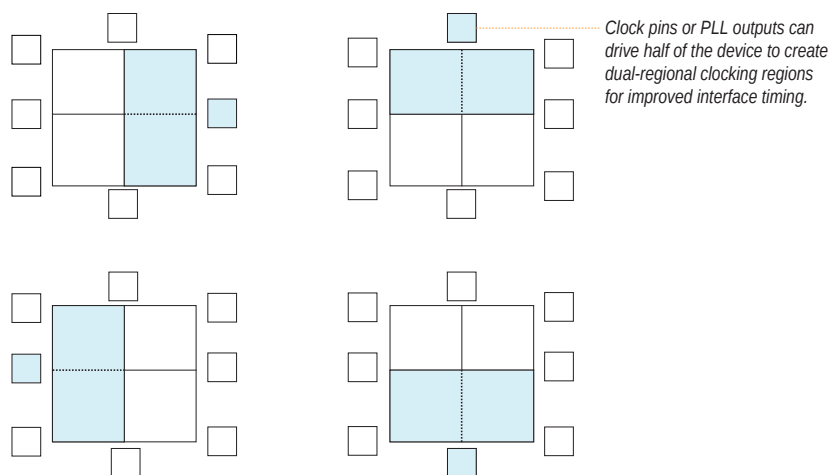 Clock pins or PLL outputs can
drive half of the device to create
dual-regional clocking regions
for improved interface timing.